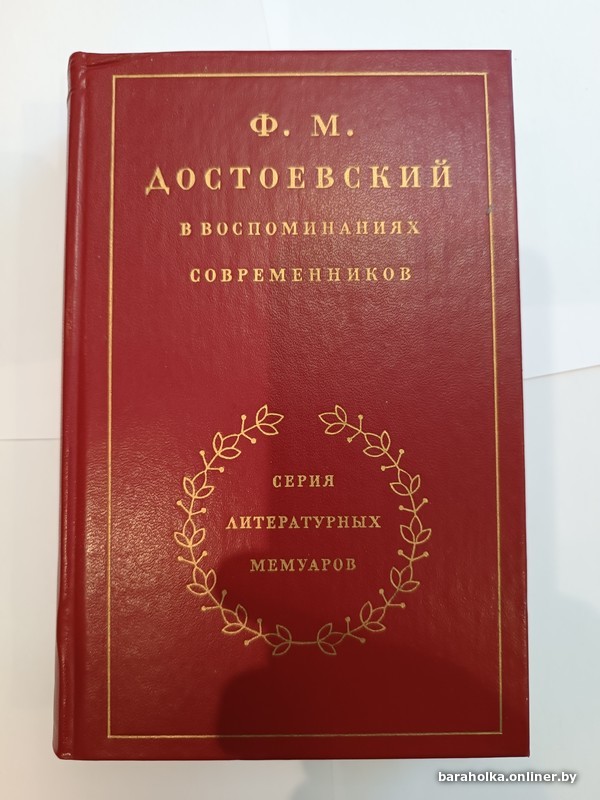 Ф. М.
ДОСТОЕВСКИЙ
В ВОСПОМИНАНИЯХ
СОВРЕМЕННИКОВ
СЕРИЯ
ЛИТЕРАТУРНЫХ
МЕМУАРОВ
baraholka.onliner.by